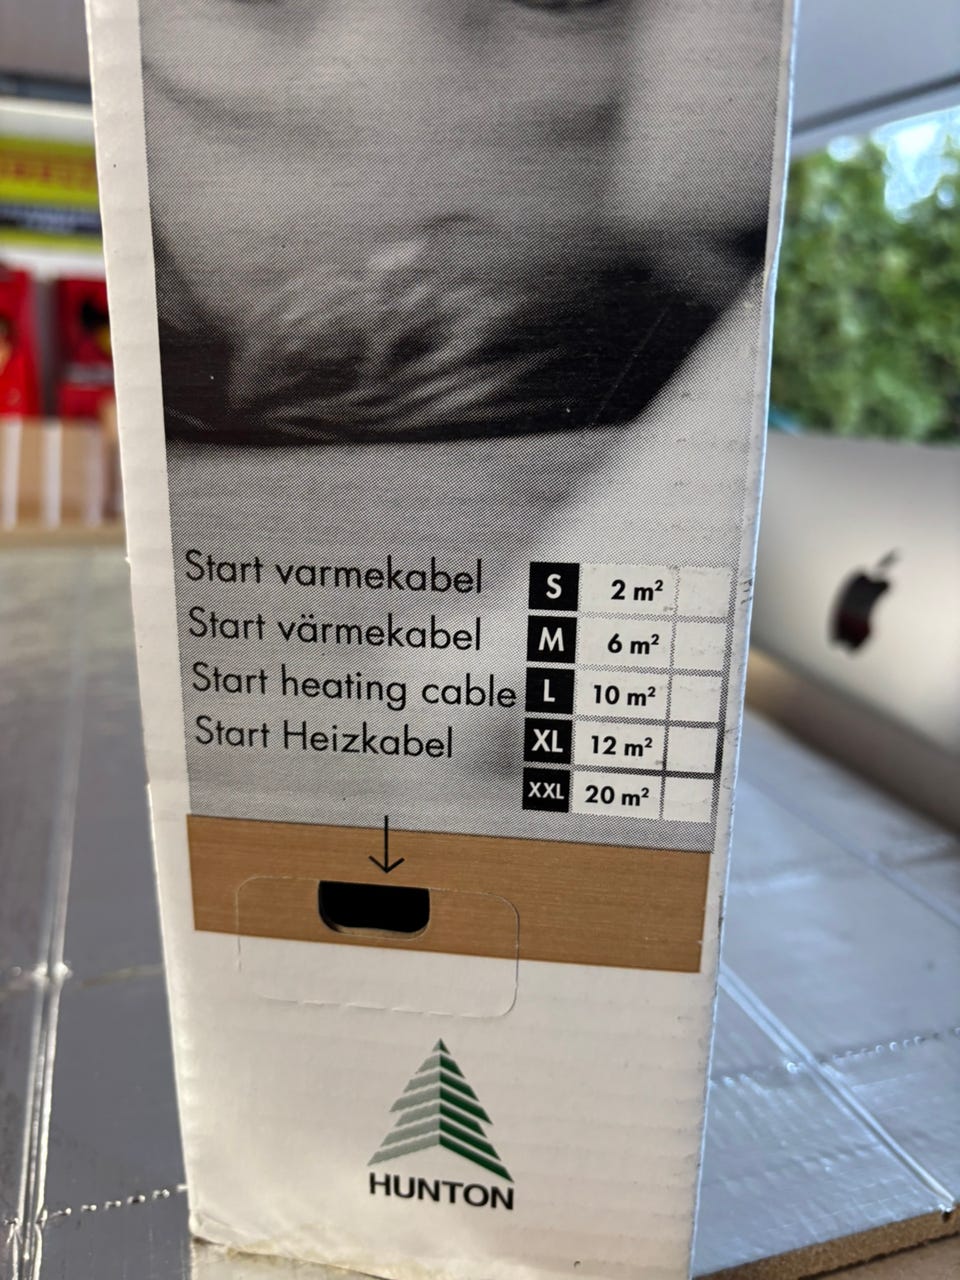 Start varmekabel
Start värmekabel
Start heating cable
Start Heizkabel
S 2 m²
M 6 m²
L 10 m²
XL 12 m²
XXL 20 m²
HUNTON